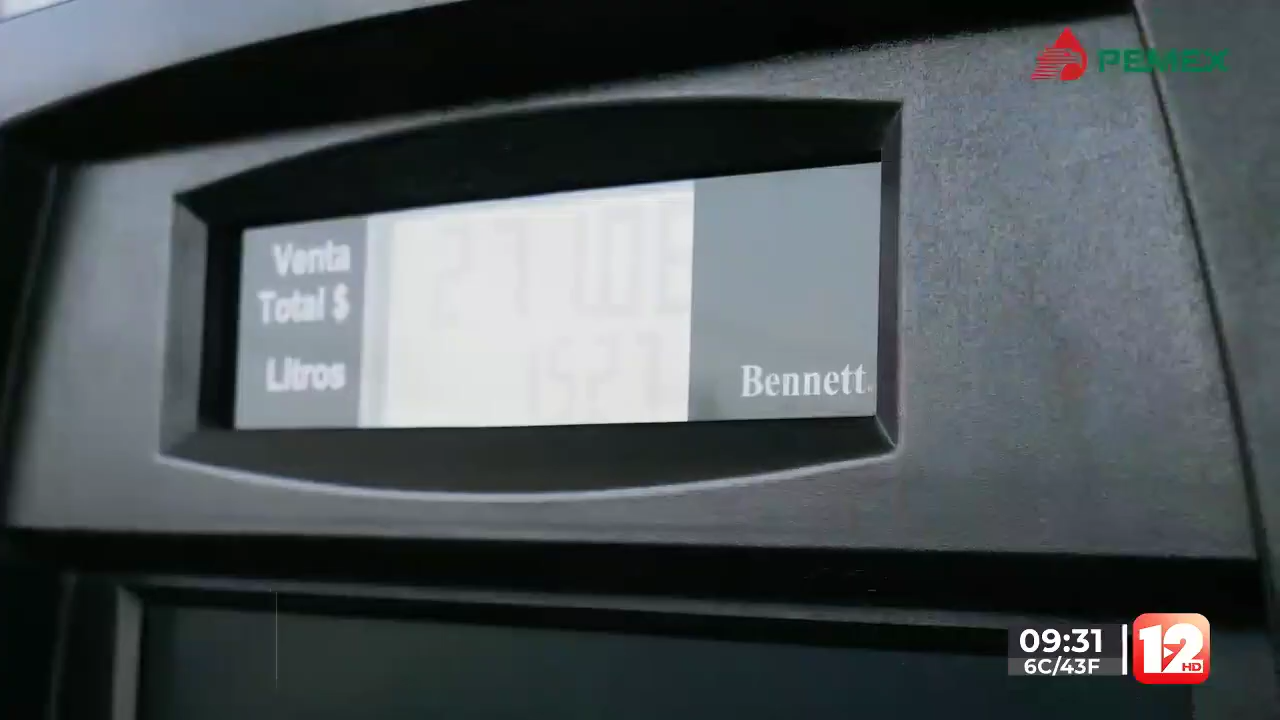 PEMEX
Venta
Total $
Litros
Bennett
09:31
6C/43F
12
HD